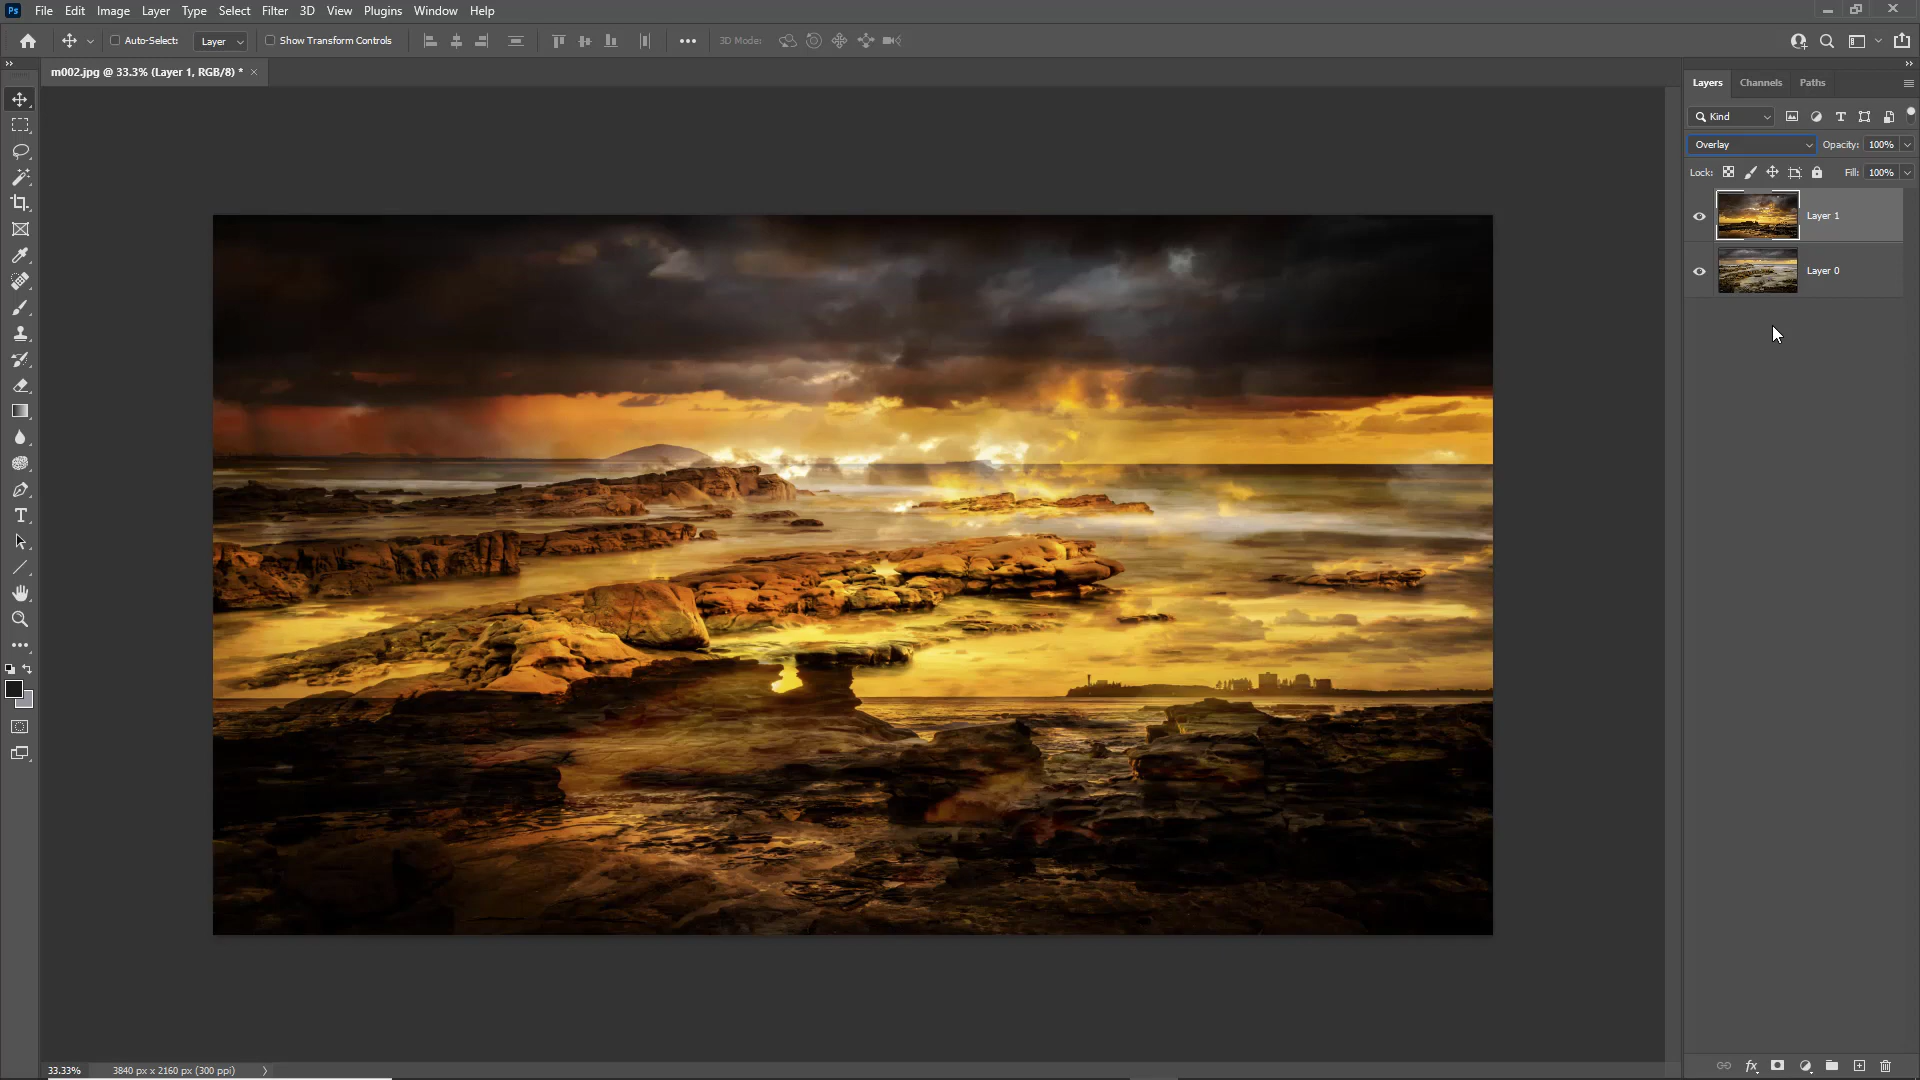 Ps File Edit Image Layer Type Select Filter 3D View Plugins Window Help
Auto-Select: Layer Show Transform Controls 3D Mode:
m002.jpg @ 33.3% (Layer 1, RGB/8) *
Layers Channels Paths
Kind
Overlay Opacity: 100%
Lock: Fill: 100%
Layer 1
Layer 0
33.33% 3840 px x 2160 px (300 ppi)